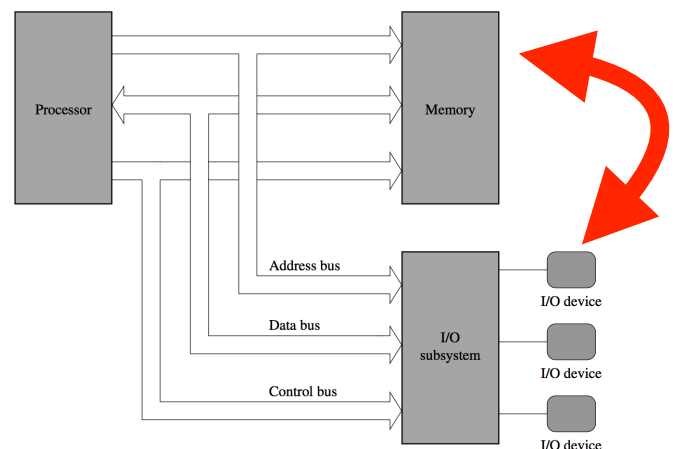 Processor
Memory
Address bus
I/O device
Data bus
I/O
subsystem
I/O device
Control bus
I/O device